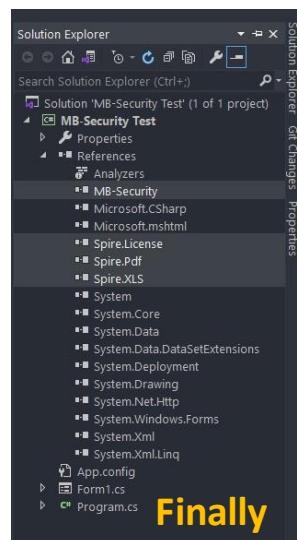 Solution Explorer
Search Solution Explorer (Ctrl+;)
Solution 'MB-Security Test' (1 of 1 project)
MB-Security Test
Properties
References
Analyzers
MB-Security
Microsoft.CSharp
Microsoft.mshtml
Spire.License
Spire.Pdf
Spire.XLS
System
System.Core
System.Data
System.Data.DataSetExtensions
System.Deployment
System.Drawing
System.Net.Http
System.Windows.Forms
System.Xml
System.Xml.Linq
App.config
Form1.cs
C# Program.cs
Finally
Solution Explorer
Git Changes
Properties